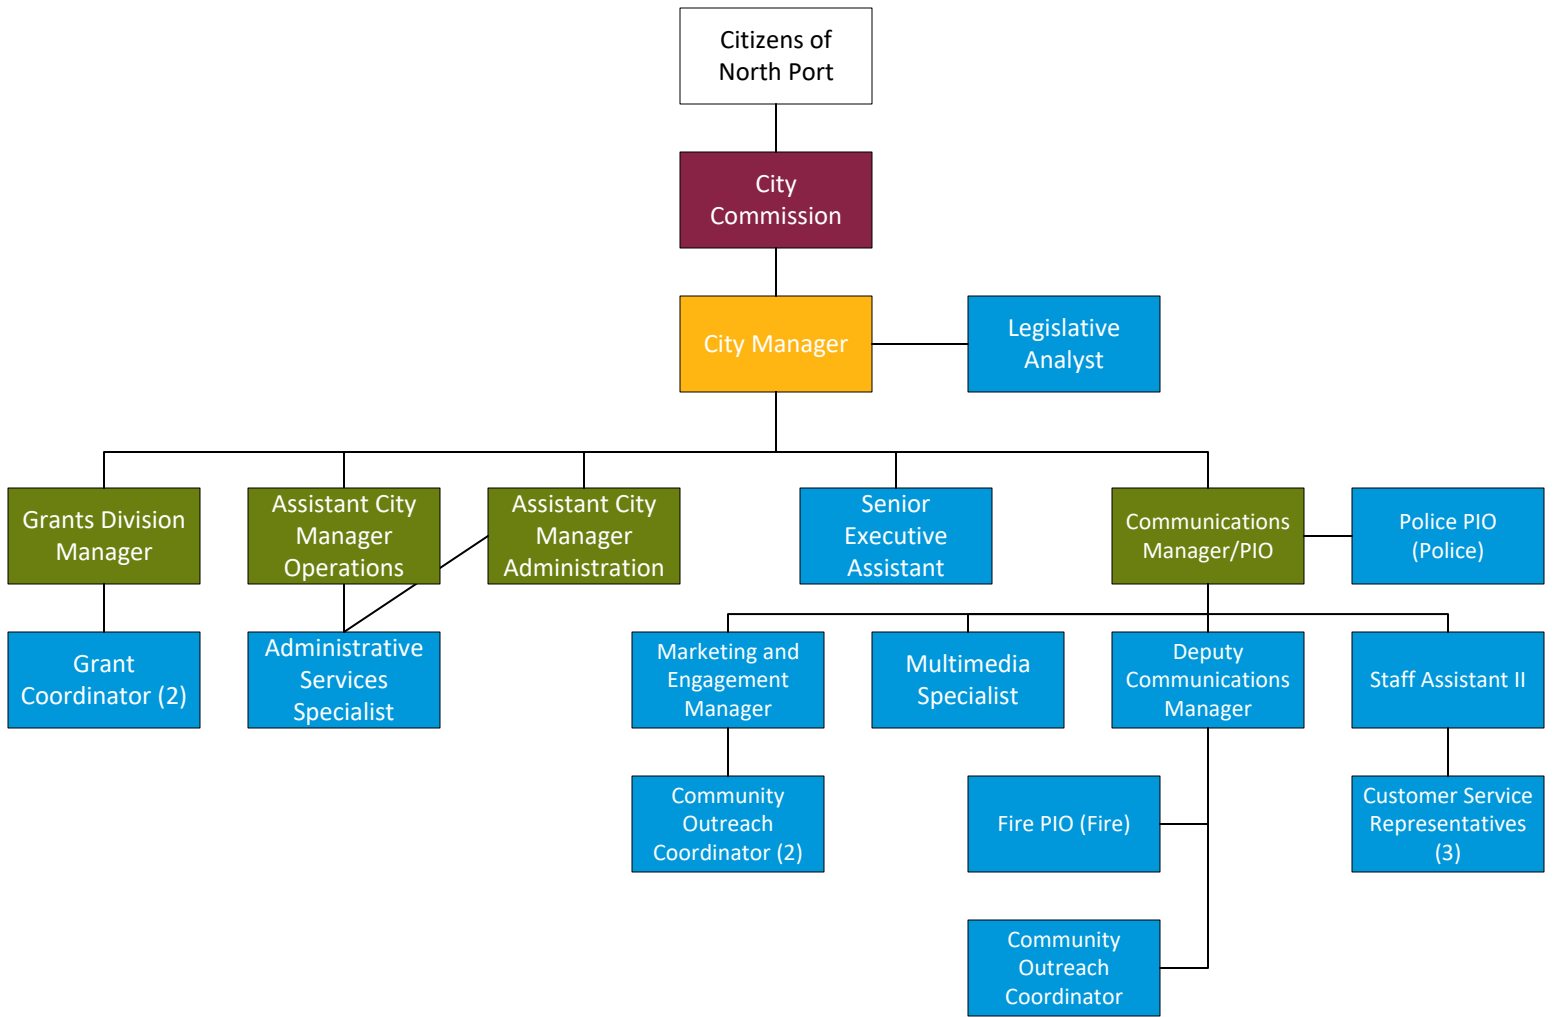 Citizens of
North Port
City
Commission
City Manager
Legislative
Analyst
Grants Division
Manager
Assistant City
Manager
Operations
Assistant City
Manager
Administration
Senior
Executive
Assistant
Communications
Manager/PIO
Police PIO
(Police)
Grant
Coordinator (2)
Administrative
Services
Specialist
Marketing and
Engagement
Manager
Multimedia
Specialist
Deputy
Communications
Manager
Staff Assistant II
Community
Outreach
Coordinator (2)
Fire PIO (Fire)
Customer Service
Representatives
(3)
Community
Outreach
Coordinator